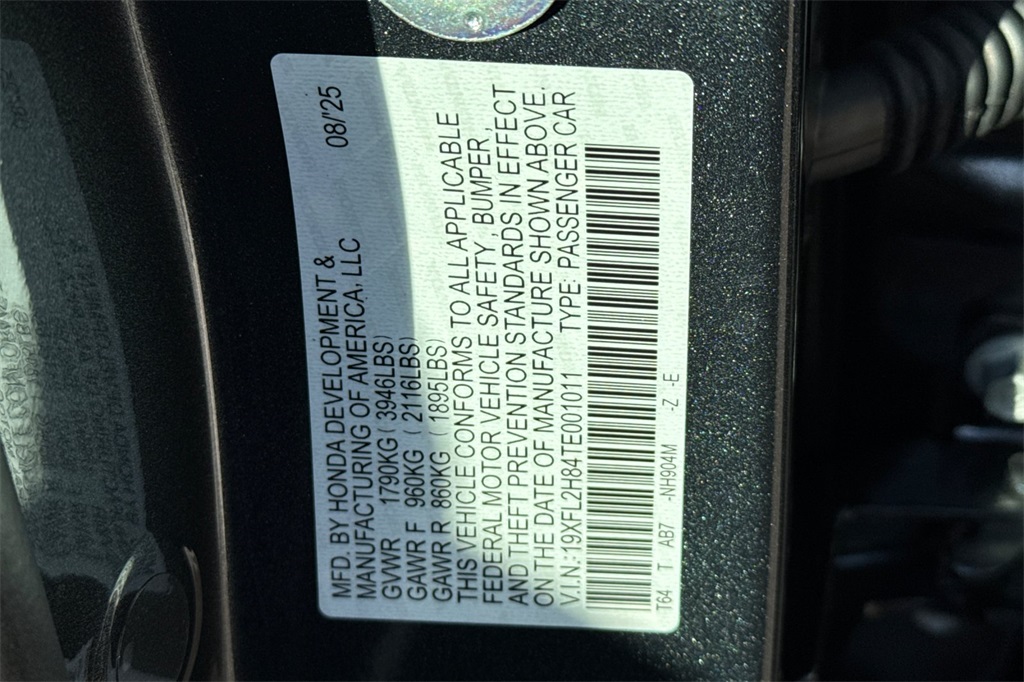 MFD. BY HONDA DEVELOPMENT & 08/'25
MANUFACTURING OF AMERICA, LLC
GVWR 1790KG ( 3946LBS)
GAWR F 960KG ( 2116LBS)
GAWR R 860KG ( 1895LBS)
THIS VEHICLE CONFORMS TO ALL APPLICABLE
FEDERAL MOTOR VEHICLE SAFETY, BUMPER,
AND THEFT PREVENTION STANDARDS IN EFFECT
ON THE DATE OF MANUFACTURE SHOWN ABOVE.
V.I.N:19XFL2H84TE001011 TYPE: PASSENGER CAR
T64 T AB7 -NH904M -Z -E